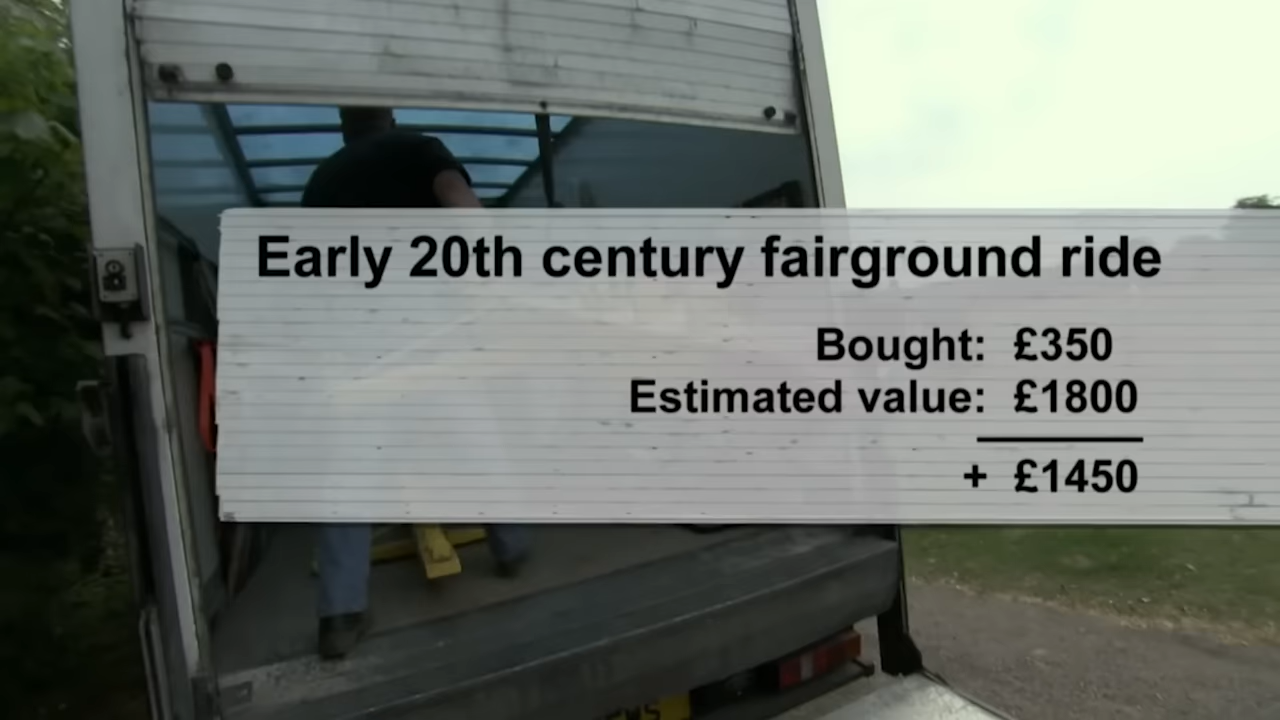 Early 20th century fairground ride
Bought: £350
Estimated value: £1800
+ £1450